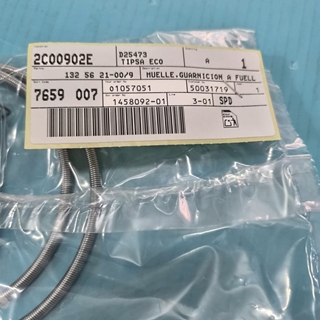 2C00902E D25473 TIPSA ECO A 1
132 56 21-00/9 MUELLE.GUARNICION A FUELL
7659 007 01057051 50031719 1
1458092-01 3-01 SPD